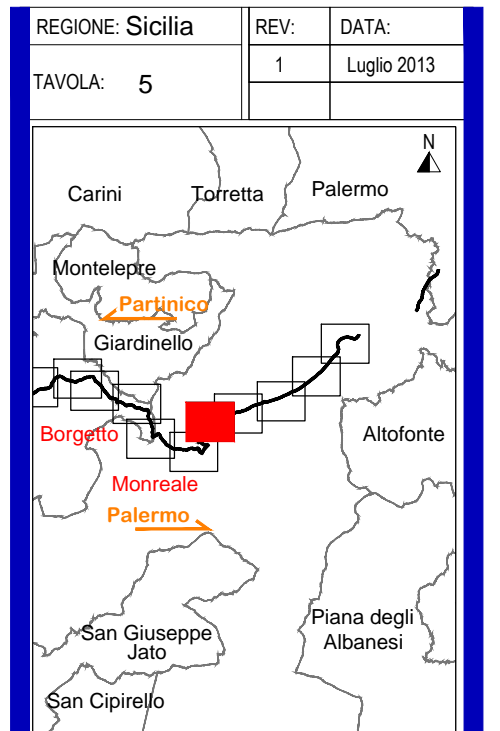 REGIONE: Sicilia
REV:
DATA:
TAVOLA: 5
1
Luglio 2013
N
Carini
Torretta
Palermo
Montelepre
Partinico
Giardinello
Borgetto
Altofonte
Monreale
Palermo
San Giuseppe
Jato
Piana degli
Albanesi
San Cipirello